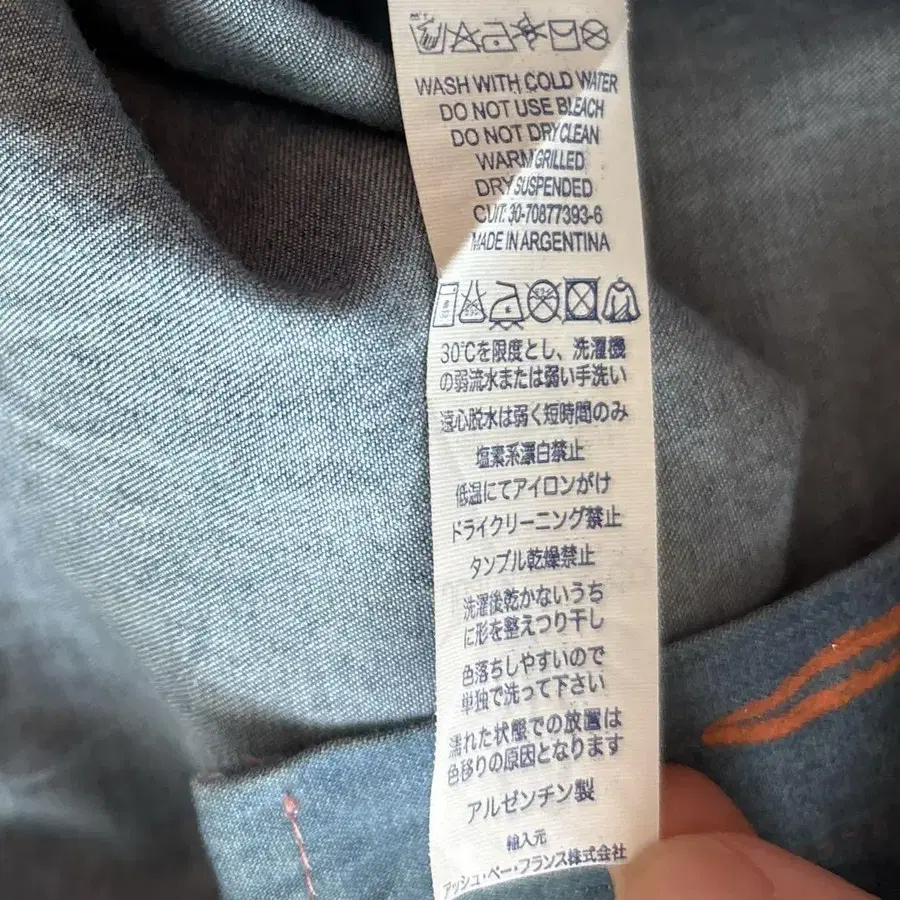 WASH WITH COLD WATER
DO NOT USE BLEACH
DO NOT DRY CLEAN
WARM GRILLED
DRY SUSPENDED
CUIT: 30-70877393-6
MADE IN ARGENTINA
30℃を限度とし、洗濯機
の弱流水または弱い手洗い
遠心脱水は弱く短時間のみ
塩素系漂白禁止
低温にてアイロンがけ
ドライクリーニング禁止
タンブル乾燥禁止
洗濯後乾かないうち
に形を整えつり干し
色落ちしやすいので
単独で洗って下さい
濡れた状態での放置は
色移りの原因となります
アルゼンチン製
輸入元
アッシュ・ペー・フランス株式会社